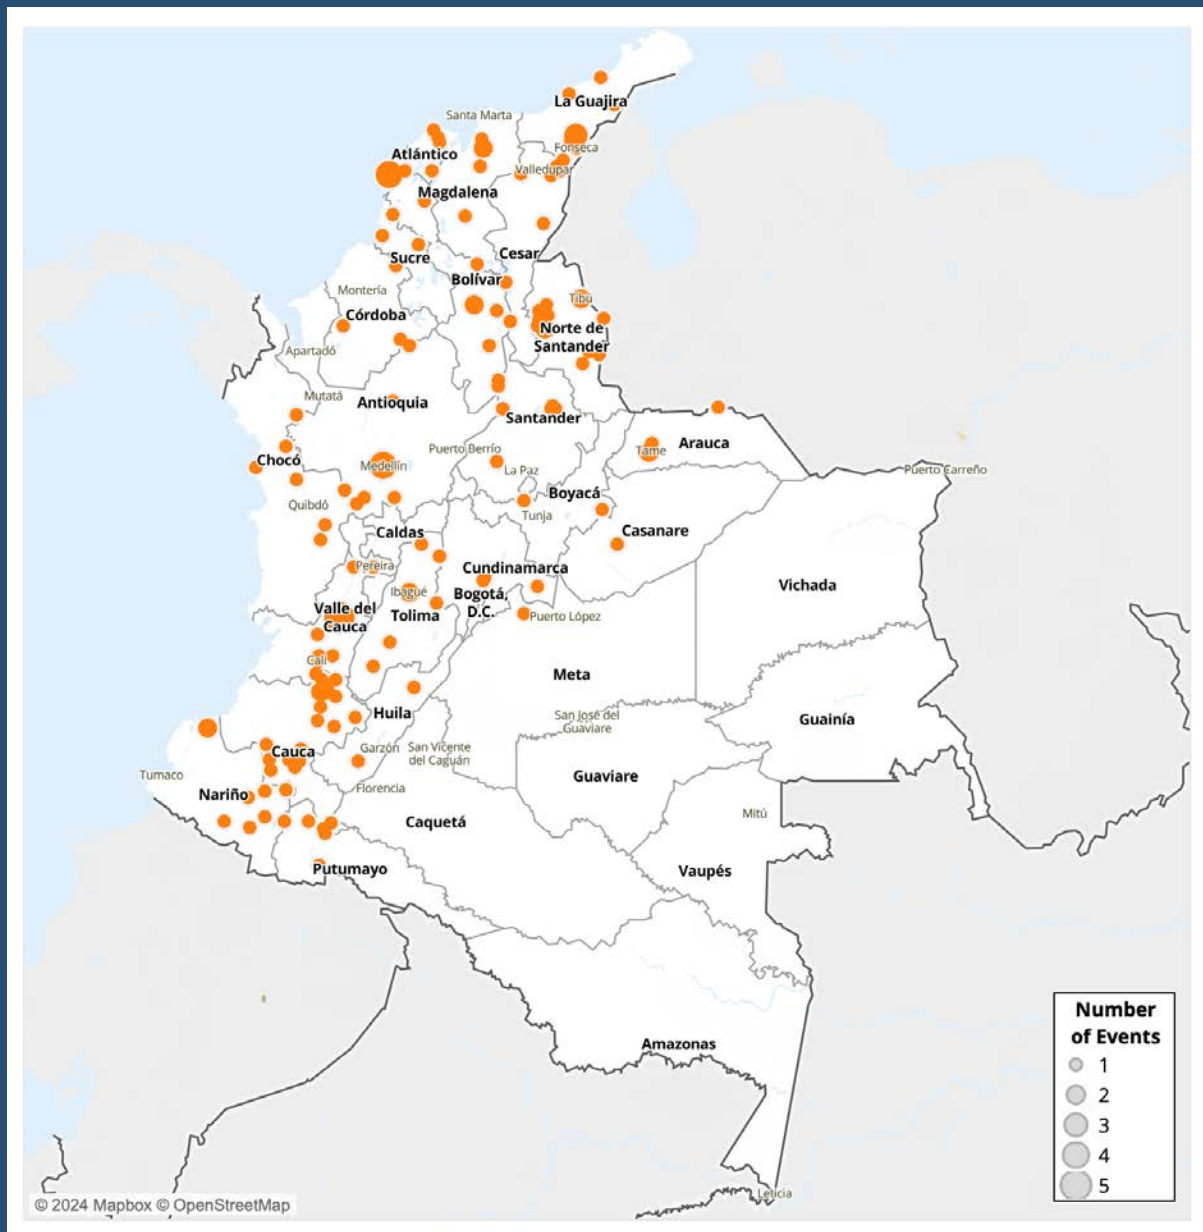 La Guajira
Santa Marta
Fonseca
Atlántico
Valledupar
Magdalena
Cesar
Sucre
Bolívar
Montería
Tibú
Córdoba
Norte de
Santander
Apartadó
Mutatá
Antioquia
Santander
Arauca
Puerto Berrío
Tame
Chocó
Medellín
La Paz
Puerto Carreño
Boyacá
Quibdó
Tunja
Caldas
Casanare
Pereira
Cundinamarca
Vichada
Ibagué
Bogotá,
D.C.
Valle del
Cauca
Tolima
Puerto López
Cali
Meta
Huila
San José del
Guaviare
Guainía
Cauca
Garzón
San Vicente
del Caguán
Tumaco
Guaviare
Nariño
Florencia
Caquetá
Mitú
Putumayo
Vaupés
Amazonas
Leticia
Number
of Events
1
2
3
4
5
© 2024 Mapbox © OpenStreetMap